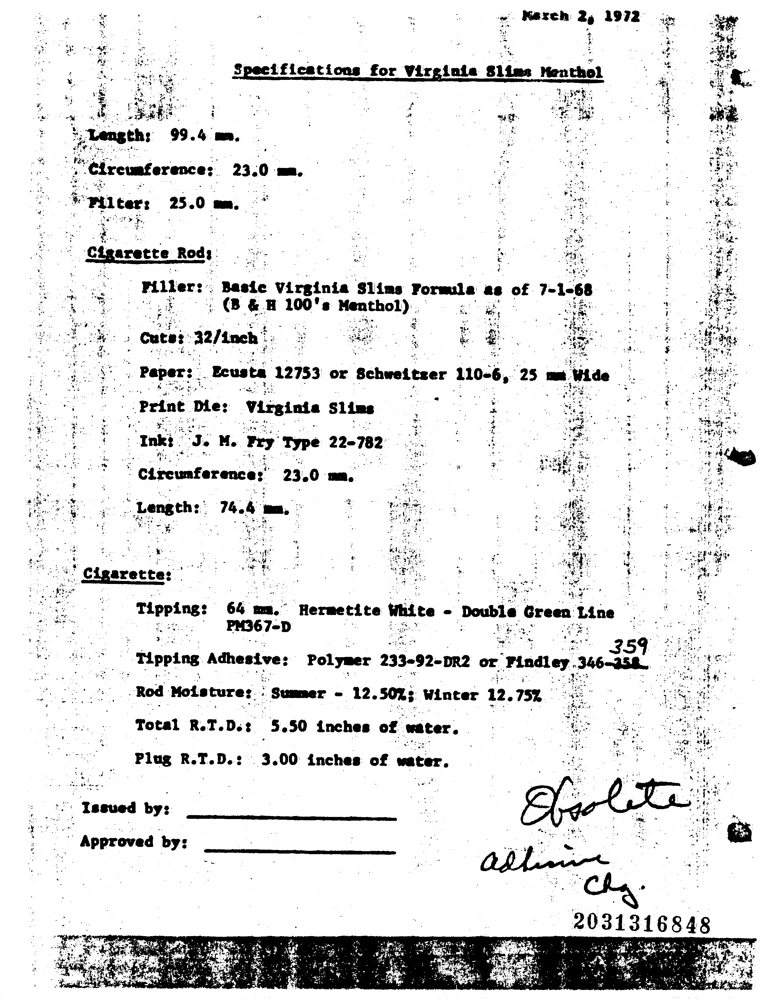 March 2, 1972
Specifications for Virginia Slims Menthol
Length: 99.4 mm.
Circumference: 23.0 mm.
Filter: 25.0 mm.
Cigarette Rod:
Filler: Basic Virginia Slims Formula as of 7-1-68
(B & H 100's Menthol)
Cuts: 32/inch
Paper: Ecusta 12753 or Schweitzer 110-6, 25 mm Wide
Print Die: Virginia Slims
Ink: J. M. Fry Type 22-782
Circumference: 23.0 mm.
Length: 74.4 mm.
Cigarette:
Tipping: 64 mm. Hermetite White - Double Green Line
PM367-D
359
Tipping Adhesive: Polymer 233-92-DR2 or Findley 346-358
Rod Moisture: Summer - 12.50%; Winter 12.75%
Total R.T.D.: 5.50 inches of water.
Plug R.T.D.: 3.00 inches of water.
Issued by:
Approved by:
Obsolete
adhesive
Chg.
2031316848